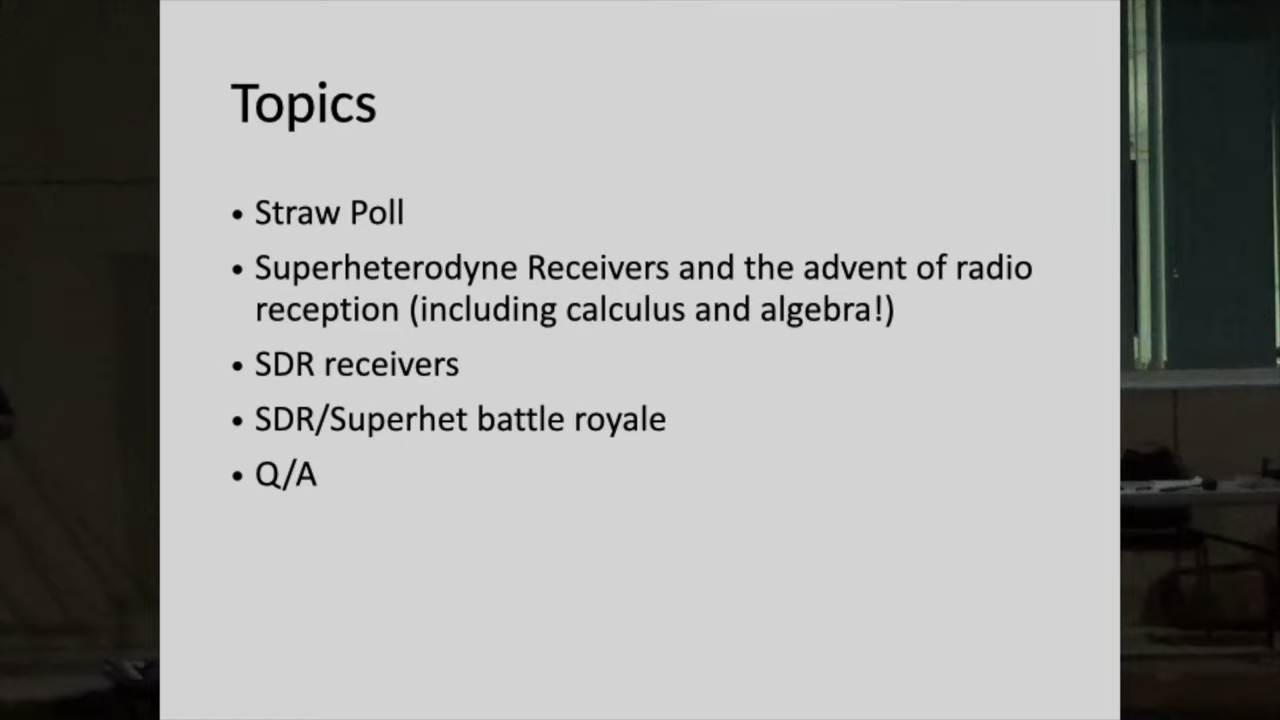 Topics
• Straw Poll
• Superheterodyne Receivers and the advent of radio
reception (including calculus and algebra!)
• SDR receivers
• SDR/Superhet battle royale
• Q/A